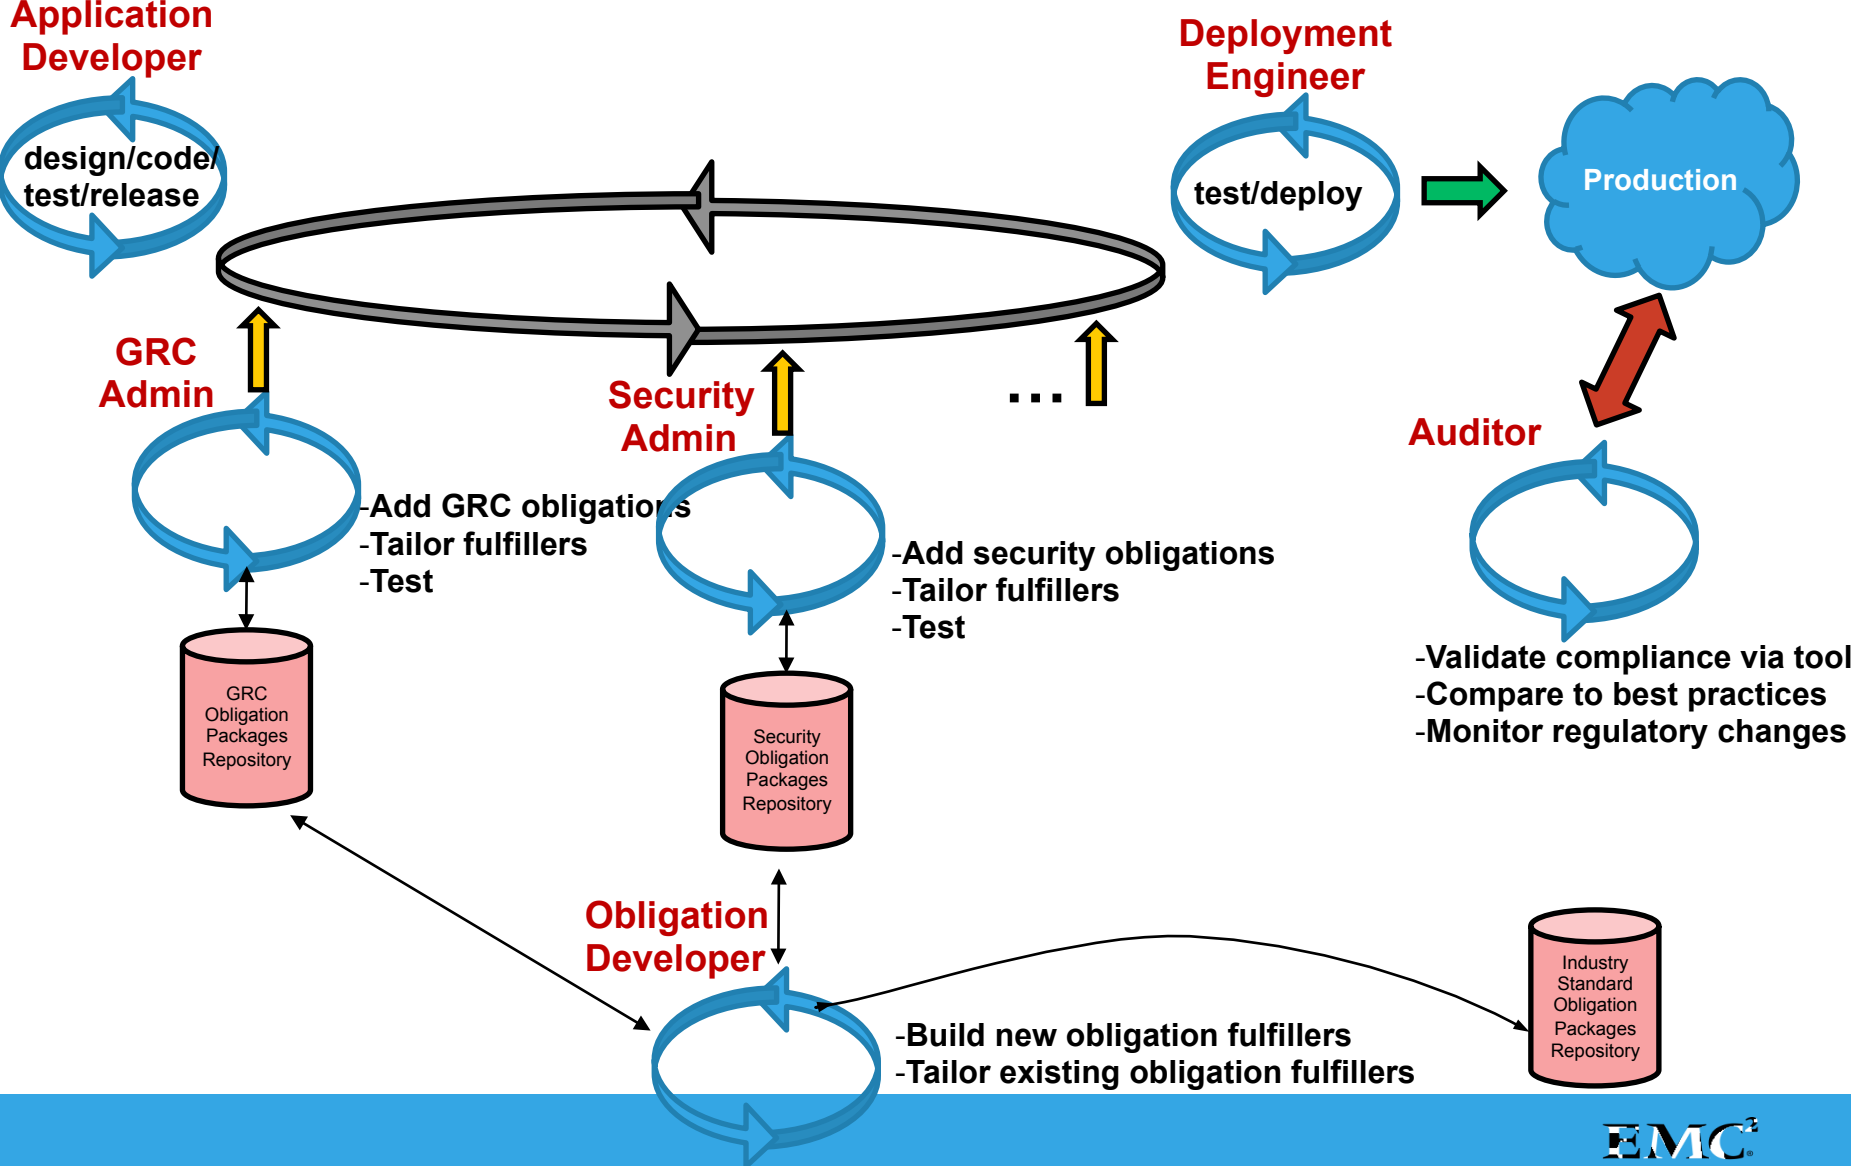 Application
Developer
design/code/
test/release
Deployment
Engineer
test/deploy
Production
GRC
Admin
-Add GRC obligations
-Tailor fulfillers
-Test
Security
Admin
...
-Add security obligations
-Tailor fulfillers
-Test
Auditor
-Validate compliance via tool
-Compare to best practices
-Monitor regulatory changes
GRC
Obligation
Packages
Repository
Security
Obligation
Packages
Repository
Obligation
Developer
-Build new obligation fulfillers
-Tailor existing obligation fulfillers
Industry
Standard
Obligation
Packages
Repository
EMC²